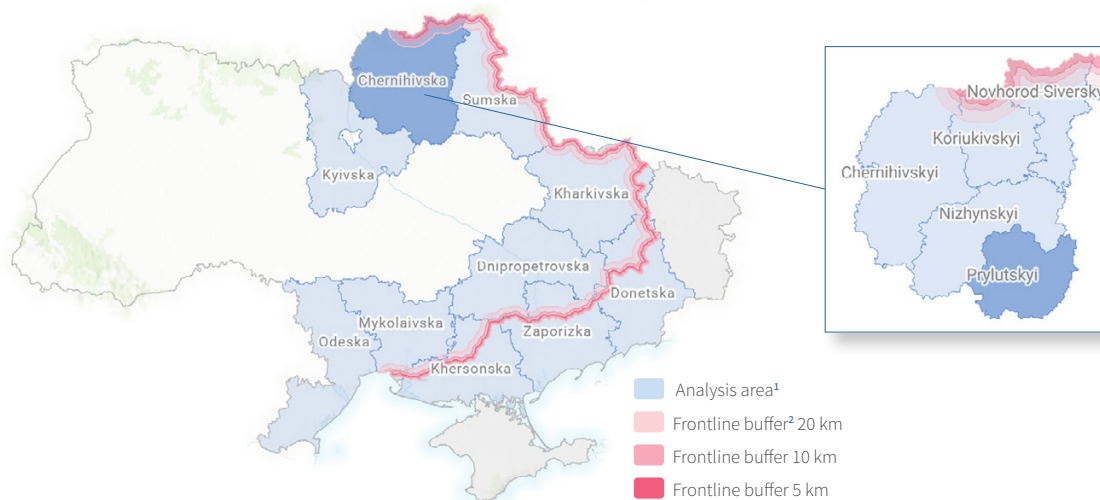 Chernihivska
Sumska
Kyivska
Kharkivska
Dnipropetrovska
Donetska
Mykolaivska
Zaporizka
Odeska
Khersonska
Novhorod Siversky
Koriukivskyi
Chernihivskyi
Nizhynskyi
Prylutskyi
Analysis area¹
Frontline buffer² 20 km
Frontline buffer 10 km
Frontline buffer 5 km